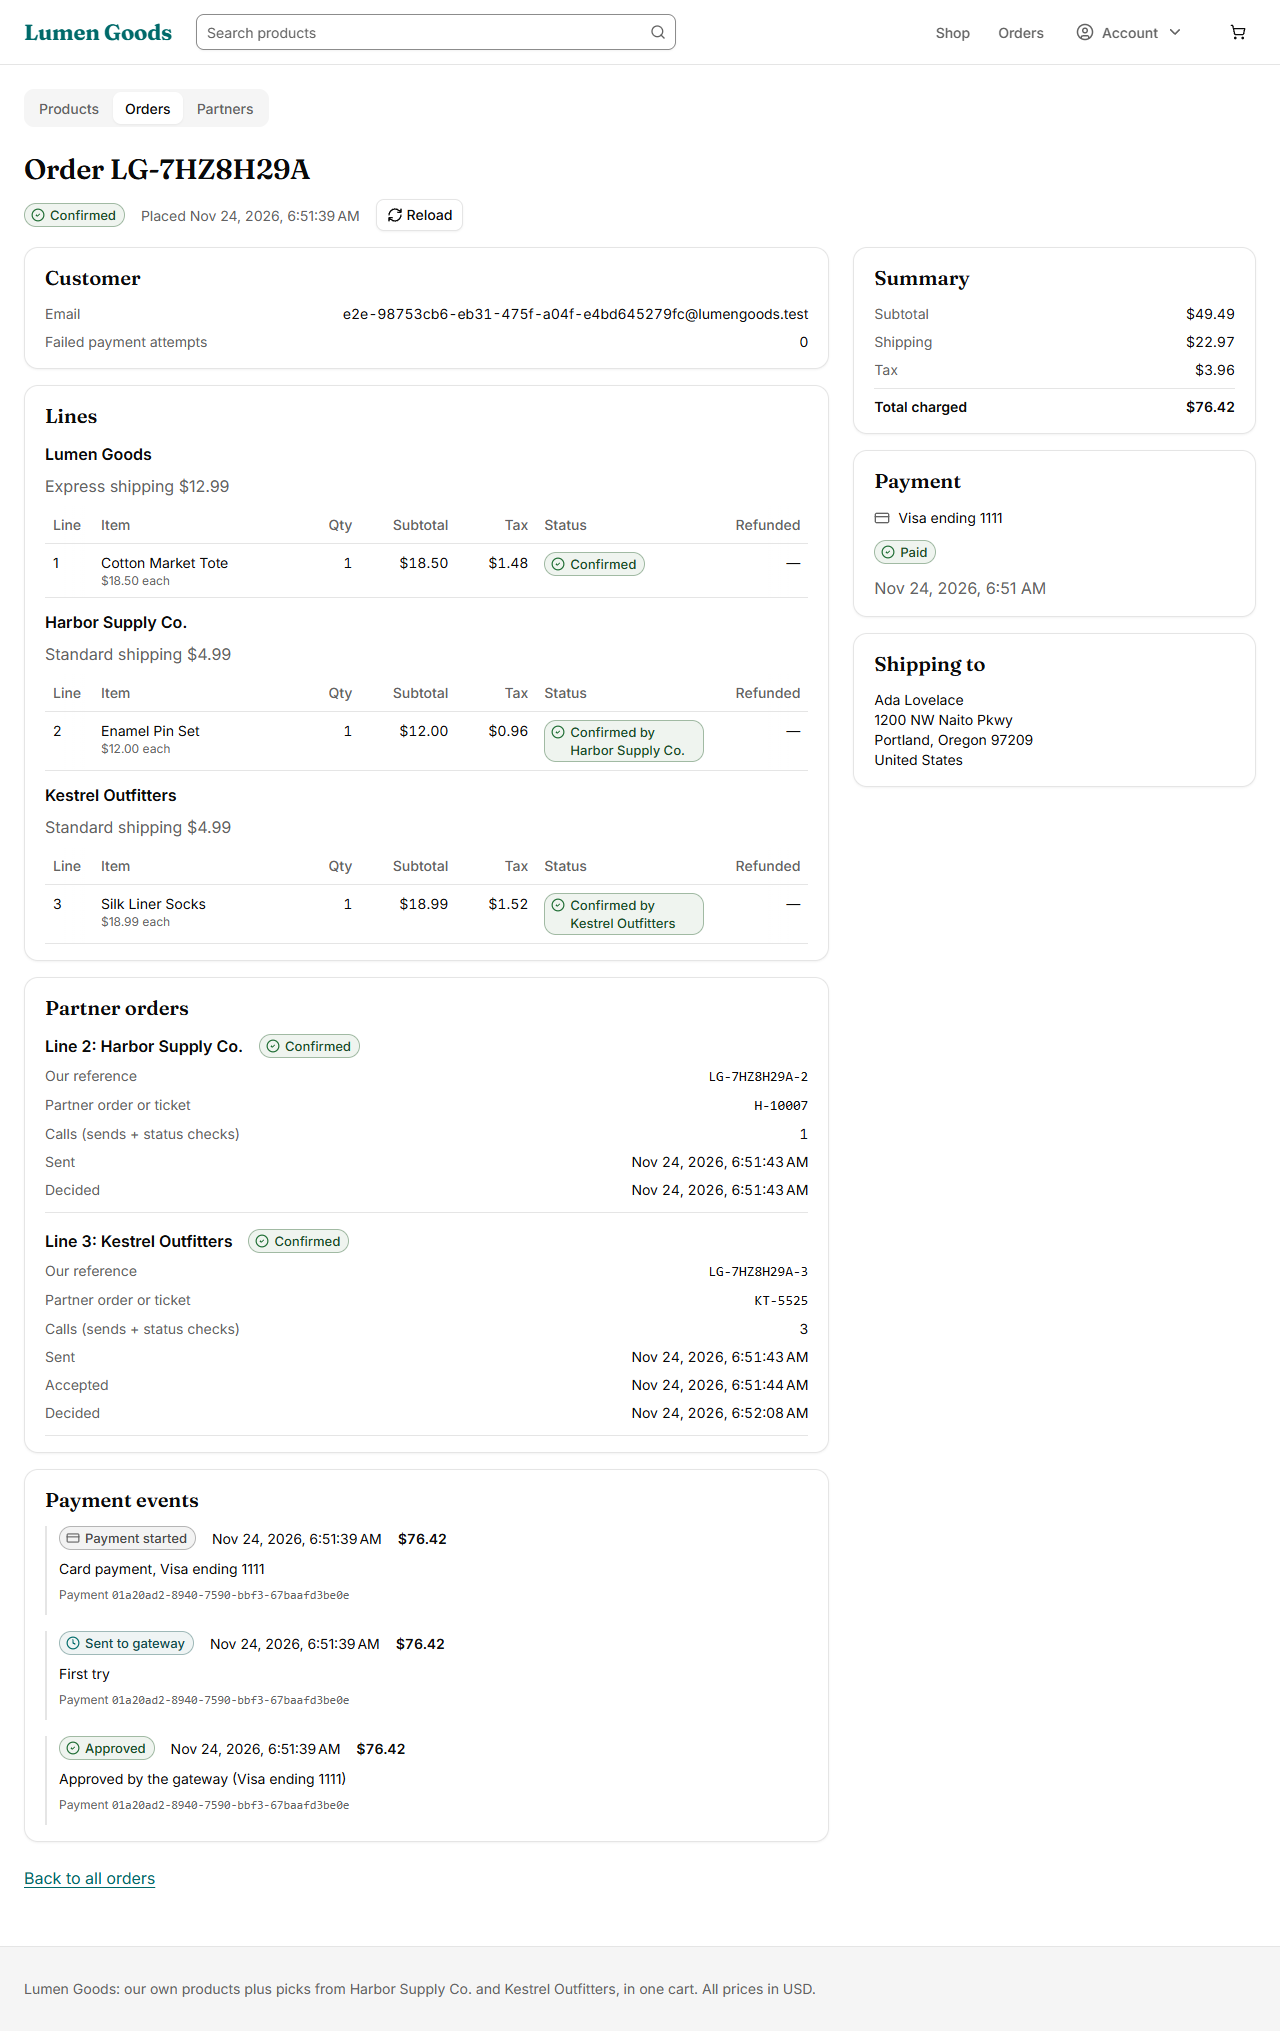 Lumen Goods
Search products
Shop
Orders
Account
Products
Orders
Partners
Order LG-7HZ8H29A
Confirmed
Placed Nov 24, 2026, 6:51:39 AM
Reload
Customer
Email
e2e-98753cb6-eb31-475f-a04f-e4bd645279fc@lumengoods.test
Failed payment attempts
0
Lines
Lumen Goods
Express shipping $12.99
Line Item Qty Subtotal Tax Status Refunded
1 Cotton Market Tote 1 $18.50 $1.48 Confirmed —
$18.50 each
Harbor Supply Co.
Standard shipping $4.99
Line Item Qty Subtotal Tax Status Refunded
2 Enamel Pin Set 1 $12.00 $0.96 Confirmed by —
$12.00 each Harbor Supply Co.
Kestrel Outfitters
Standard shipping $4.99
Line Item Qty Subtotal Tax Status Refunded
3 Silk Liner Socks 1 $18.99 $1.52 Confirmed by —
$18.99 each Kestrel Outfitters
Partner orders
Line 2: Harbor Supply Co. Confirmed
Our reference LG-7HZ8H29A-2
Partner order or ticket H-10007
Calls (sends + status checks) 1
Sent Nov 24, 2026, 6:51:43 AM
Decided Nov 24, 2026, 6:51:43 AM
Line 3: Kestrel Outfitters Confirmed
Our reference LG-7HZ8H29A-3
Partner order or ticket KT-5525
Calls (sends + status checks) 3
Sent Nov 24, 2026, 6:51:43 AM
Accepted Nov 24, 2026, 6:51:44 AM
Decided Nov 24, 2026, 6:52:08 AM
Payment events
Payment started Nov 24, 2026, 6:51:39 AM $76.42
Card payment, Visa ending 1111
Payment 01a20ad2-8940-7590-bbf3-67baafd3be0e
Sent to gateway Nov 24, 2026, 6:51:39 AM $76.42
First try
Payment 01a20ad2-8940-7590-bbf3-67baafd3be0e
Approved Nov 24, 2026, 6:51:39 AM $76.42
Approved by the gateway (Visa ending 1111)
Payment 01a20ad2-8940-7590-bbf3-67baafd3be0e
Summary
Subtotal $49.49
Shipping $22.97
Tax $3.96
Total charged $76.42
Payment
Visa ending 1111
Paid
Nov 24, 2026, 6:51 AM
Shipping to
Ada Lovelace
1200 NW Naito Pkwy
Portland, Oregon 97209
United States
Back to all orders
Lumen Goods: our own products plus picks from Harbor Supply Co. and Kestrel Outfitters, in one cart. All prices in USD.